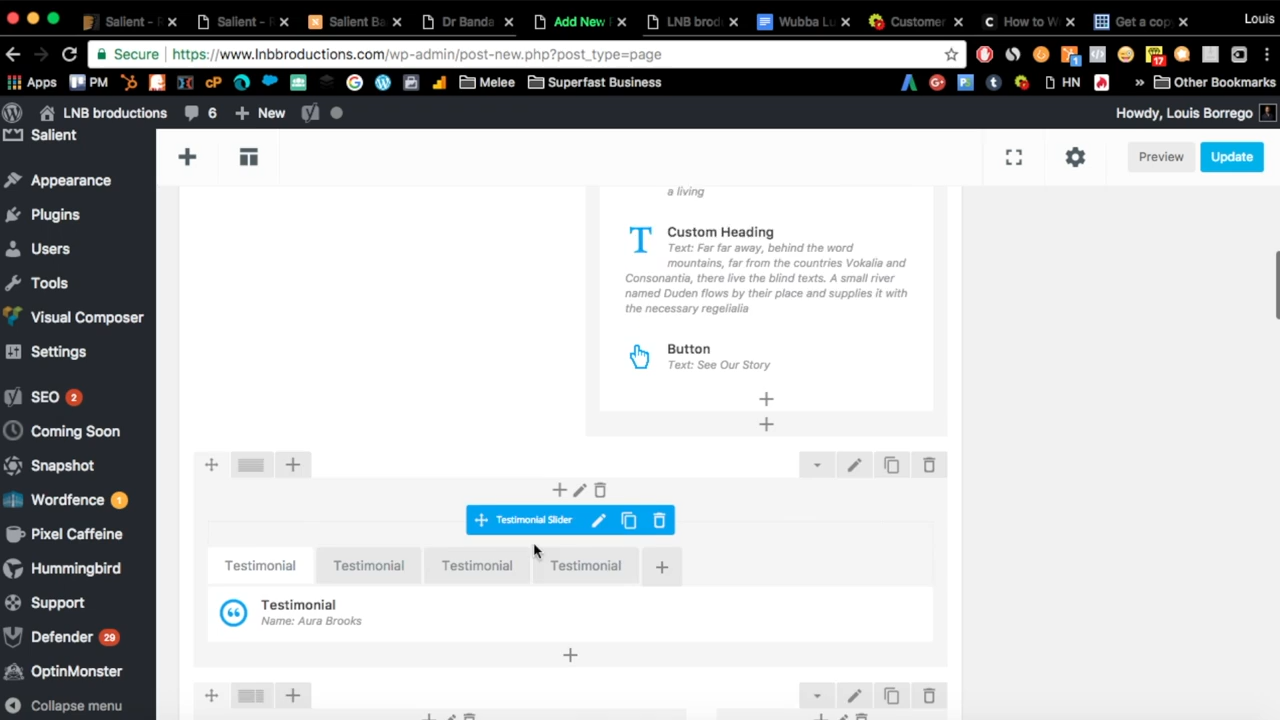 Salient - R
Salient - R
Salient Ba
Dr Banda
Add New
LNB brod
Wubba Lu
Customer
How to W
Get a cop
Louis
Secure
https://www.lnbbroductions.com/wp-admin/post-new.php?post_type=page
1
17
Apps
PM
cP
Melee
Superfast Business
HN
»
Other Bookmarks
LNB broductions
6
New
Howdy, Louis Borrego
Salient
Appearance
Plugins
Users
Tools
Visual Composer
Settings
SEO 2
Coming Soon
Snapshot
Wordfence 1
Pixel Caffeine
Hummingbird
Support
Defender 29
OptinMonster
Collapse menu
Preview
Update
a living
Custom Heading
Text: Far far away, behind the word
mountains, far from the countries Vokalia and
Consonantia, there live the blind texts. A small river
named Duden flows by their place and supplies it with
the necessary regelialia
Button
Text: See Our Story
Testimonial Slider
Testimonial
Testimonial
Testimonial
Testimonial
Testimonial
Name: Aura Brooks